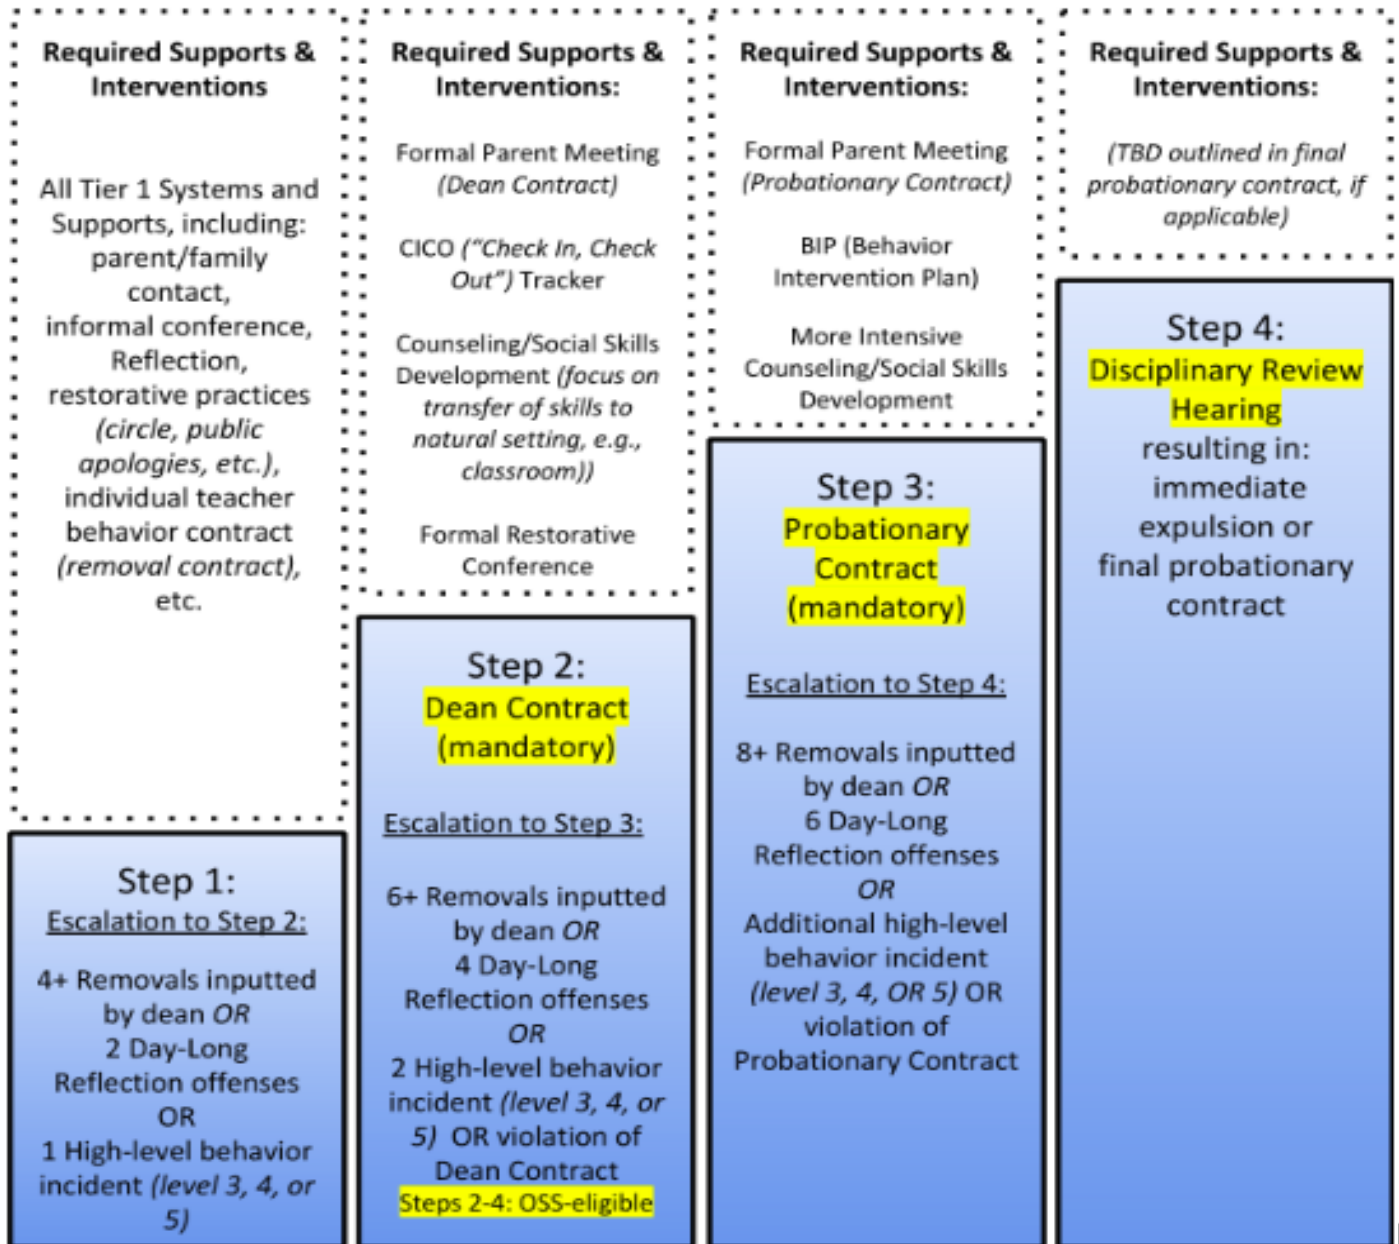 Required Supports &
Interventions
All Tier 1 Systems and
Supports, including:
parent/family
contact,
informal conference,
Reflection,
restorative practices
(circle, public
apologies, etc.),
individual teacher
behavior contract
(removal contract),
etc.
Step 1:
Escalation to Step 2:
4+ Removals inputted
by dean OR
2 Day-Long
Reflection offenses
OR
1 High-level behavior
incident (level 3, 4, or
5)
Required Supports &
Interventions:
Formal Parent Meeting
(Dean Contract)
CICO (“Check In, Check
Out”) Tracker
Counseling/Social Skills
Development (focus on
transfer of skills to
natural setting, e.g.,
classroom))
Formal Restorative
Conference
Step 2:
Dean Contract
(mandatory)
Escalation to Step 3:
6+ Removals inputted
by dean OR
4 Day-Long
Reflection offenses
OR
2 High-level behavior
incident (level 3, 4, or
5) OR violation of
Dean Contract
Steps 2-4: OSS-eligible
Required Supports &
Interventions:
Formal Parent Meeting
(Probationary Contract)
BIP (Behavior
Intervention Plan)
More Intensive
Counseling/Social Skills
Development
Step 3:
Probationary
Contract
(mandatory)
Escalation to Step 4:
8+ Removals inputted
by dean OR
6 Day-Long
Reflection offenses
OR
Additional high-level
behavior incident
(level 3, 4, OR 5) OR
violation of
Probationary Contract
Required Supports &
Interventions:
(TBD outlined in final
probationary contract, if
applicable)
Step 4:
Disciplinary Review
Hearing
resulting in:
immediate
expulsion or
final probationary
contract